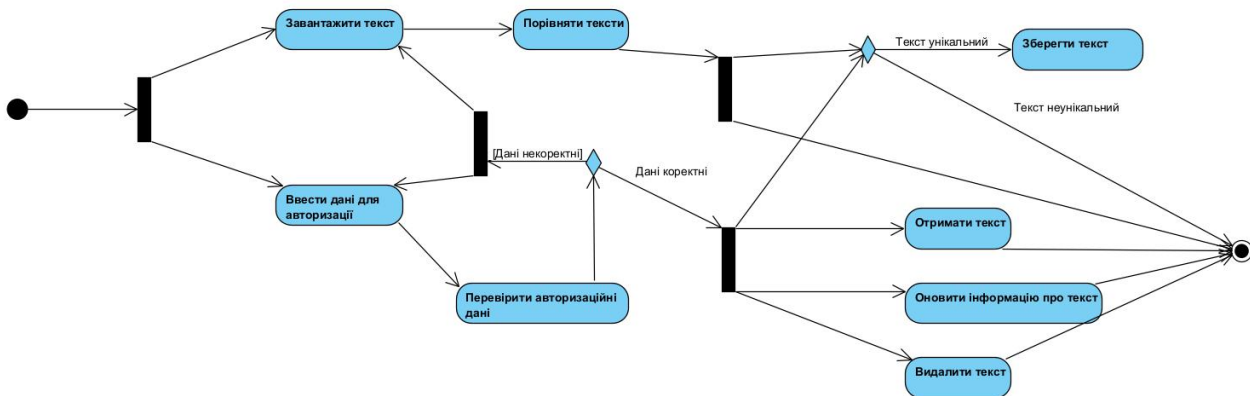 Завантажити текст
Порівняти тексти
Текст унікальний
Зберегти текст
Текст неунікальний
[Дані некоректні]
Дані коректні
Ввести дані для
авторизації
Отримати текст
Перевірити авторизаційні
дані
Оновити інформацію про текст
Видалити текст